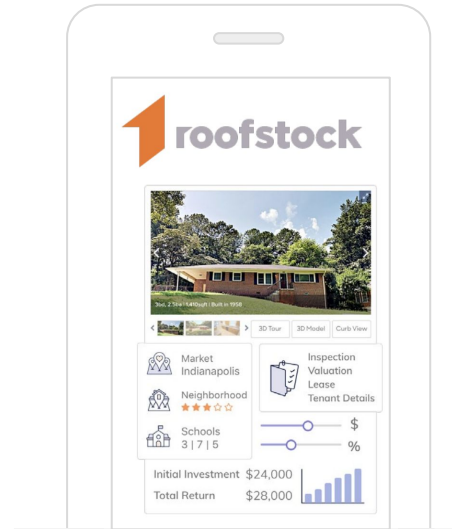 roofstock
3bd, 2.5ba | 1410sqft | Built in 1958
3D Tour
3D Model
Curb View
Market
Indianapolis
Neighborhood
Schools
3 | 7 | 5
Inspection
Valuation
Lease
Tenant Details
$
%
Initial Investment $24,000
Total Return $28,000